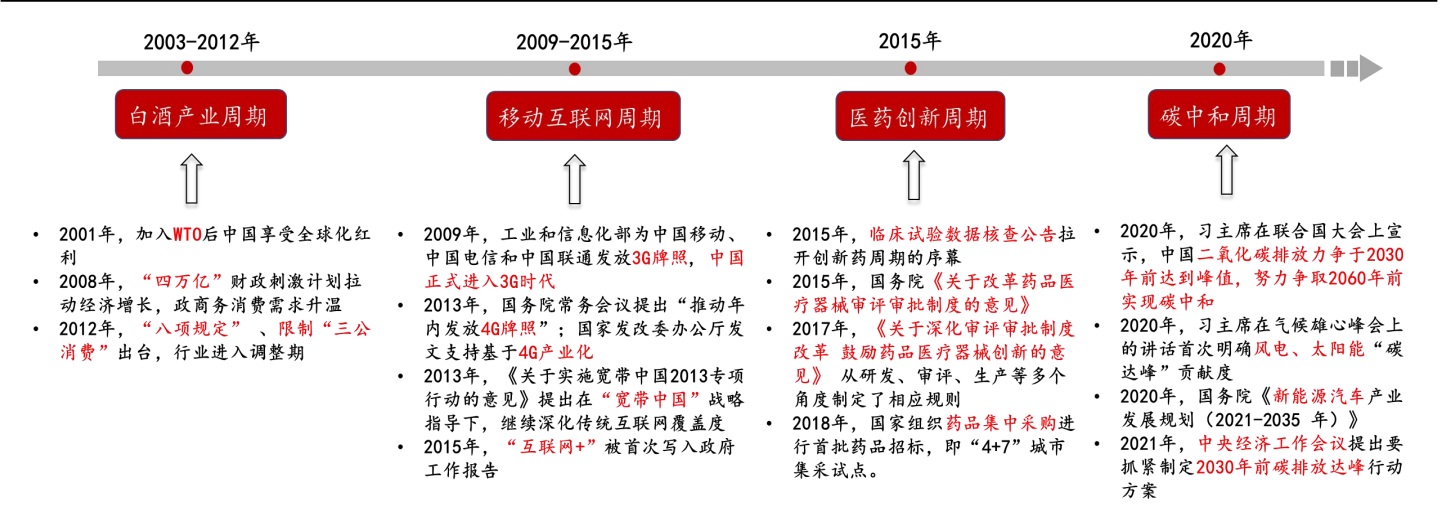 2003-2012年
2009-2015年
2015年
2020年
白酒产业周期
移动互联网周期
医药创新周期
碳中和周期
• 2001年，加入WTO后中国享受全球化红
利
• 2008年，“四万亿”财政刺激计划拉
动经济增长，政商务消费需求升温
• 2012年，“八项规定” 、限制“三公
消费”出台，行业进入调整期
• 2009年，工业和信息化部为中国移动、
中国电信和中国联通发放3G牌照，中国
正式进入3G时代
• 2013年，国务院常务会议提出“推动年
内发放4G牌照”；国家发改委办公厅发
文支持基于4G产业化
• 2013年，《关于实施宽带中国2013专项
行动的意见》提出在“宽带中国”战略
指导下，继续深化传统互联网覆盖度
• 2015年，“互联网+”被首次写入政府
工作报告
• 2015年，临床试验数据核查公告拉
开创新药周期的序幕
• 2015年，国务院《关于改革药品医
疗器械审评审批制度的意见》
• 2017年，《关于深化审评审批制度
改革 鼓励药品医疗器械创新的意
见》 从研发、审评、生产等多个
角度制定了相应规则
• 2018年，国家组织药品集中采购进
行首批药品招标，即“4+7”城市
集采试点。
• 2020年，习主席在联合国大会上宣
示，中国二氧化碳排放力争于2030
年前达到峰值，努力争取2060年前
实现碳中和
• 2020年，习主席在气候雄心峰会上
的讲话首次明确风电、太阳能“碳
达峰”贡献度
• 2020年，国务院《新能源汽车产业
发展规划（2021-2035 年）》
• 2021年，中央经济工作会议提出要
抓紧制定2030年前碳排放达峰行动
方案